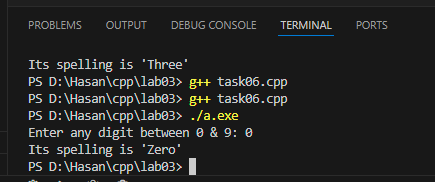 PROBLEMS OUTPUT DEBUG CONSOLE TERMINAL PORTS
Its spelling is 'Three'
PS D:\Hasan\cpp\lab03> g++ task06.cpp
PS D:\Hasan\cpp\lab03> g++ task06.cpp
PS D:\Hasan\cpp\lab03> ./a.exe
Enter any digit between 0 & 9: 0
Its spelling is 'Zero'
PS D:\Hasan\cpp\lab03>